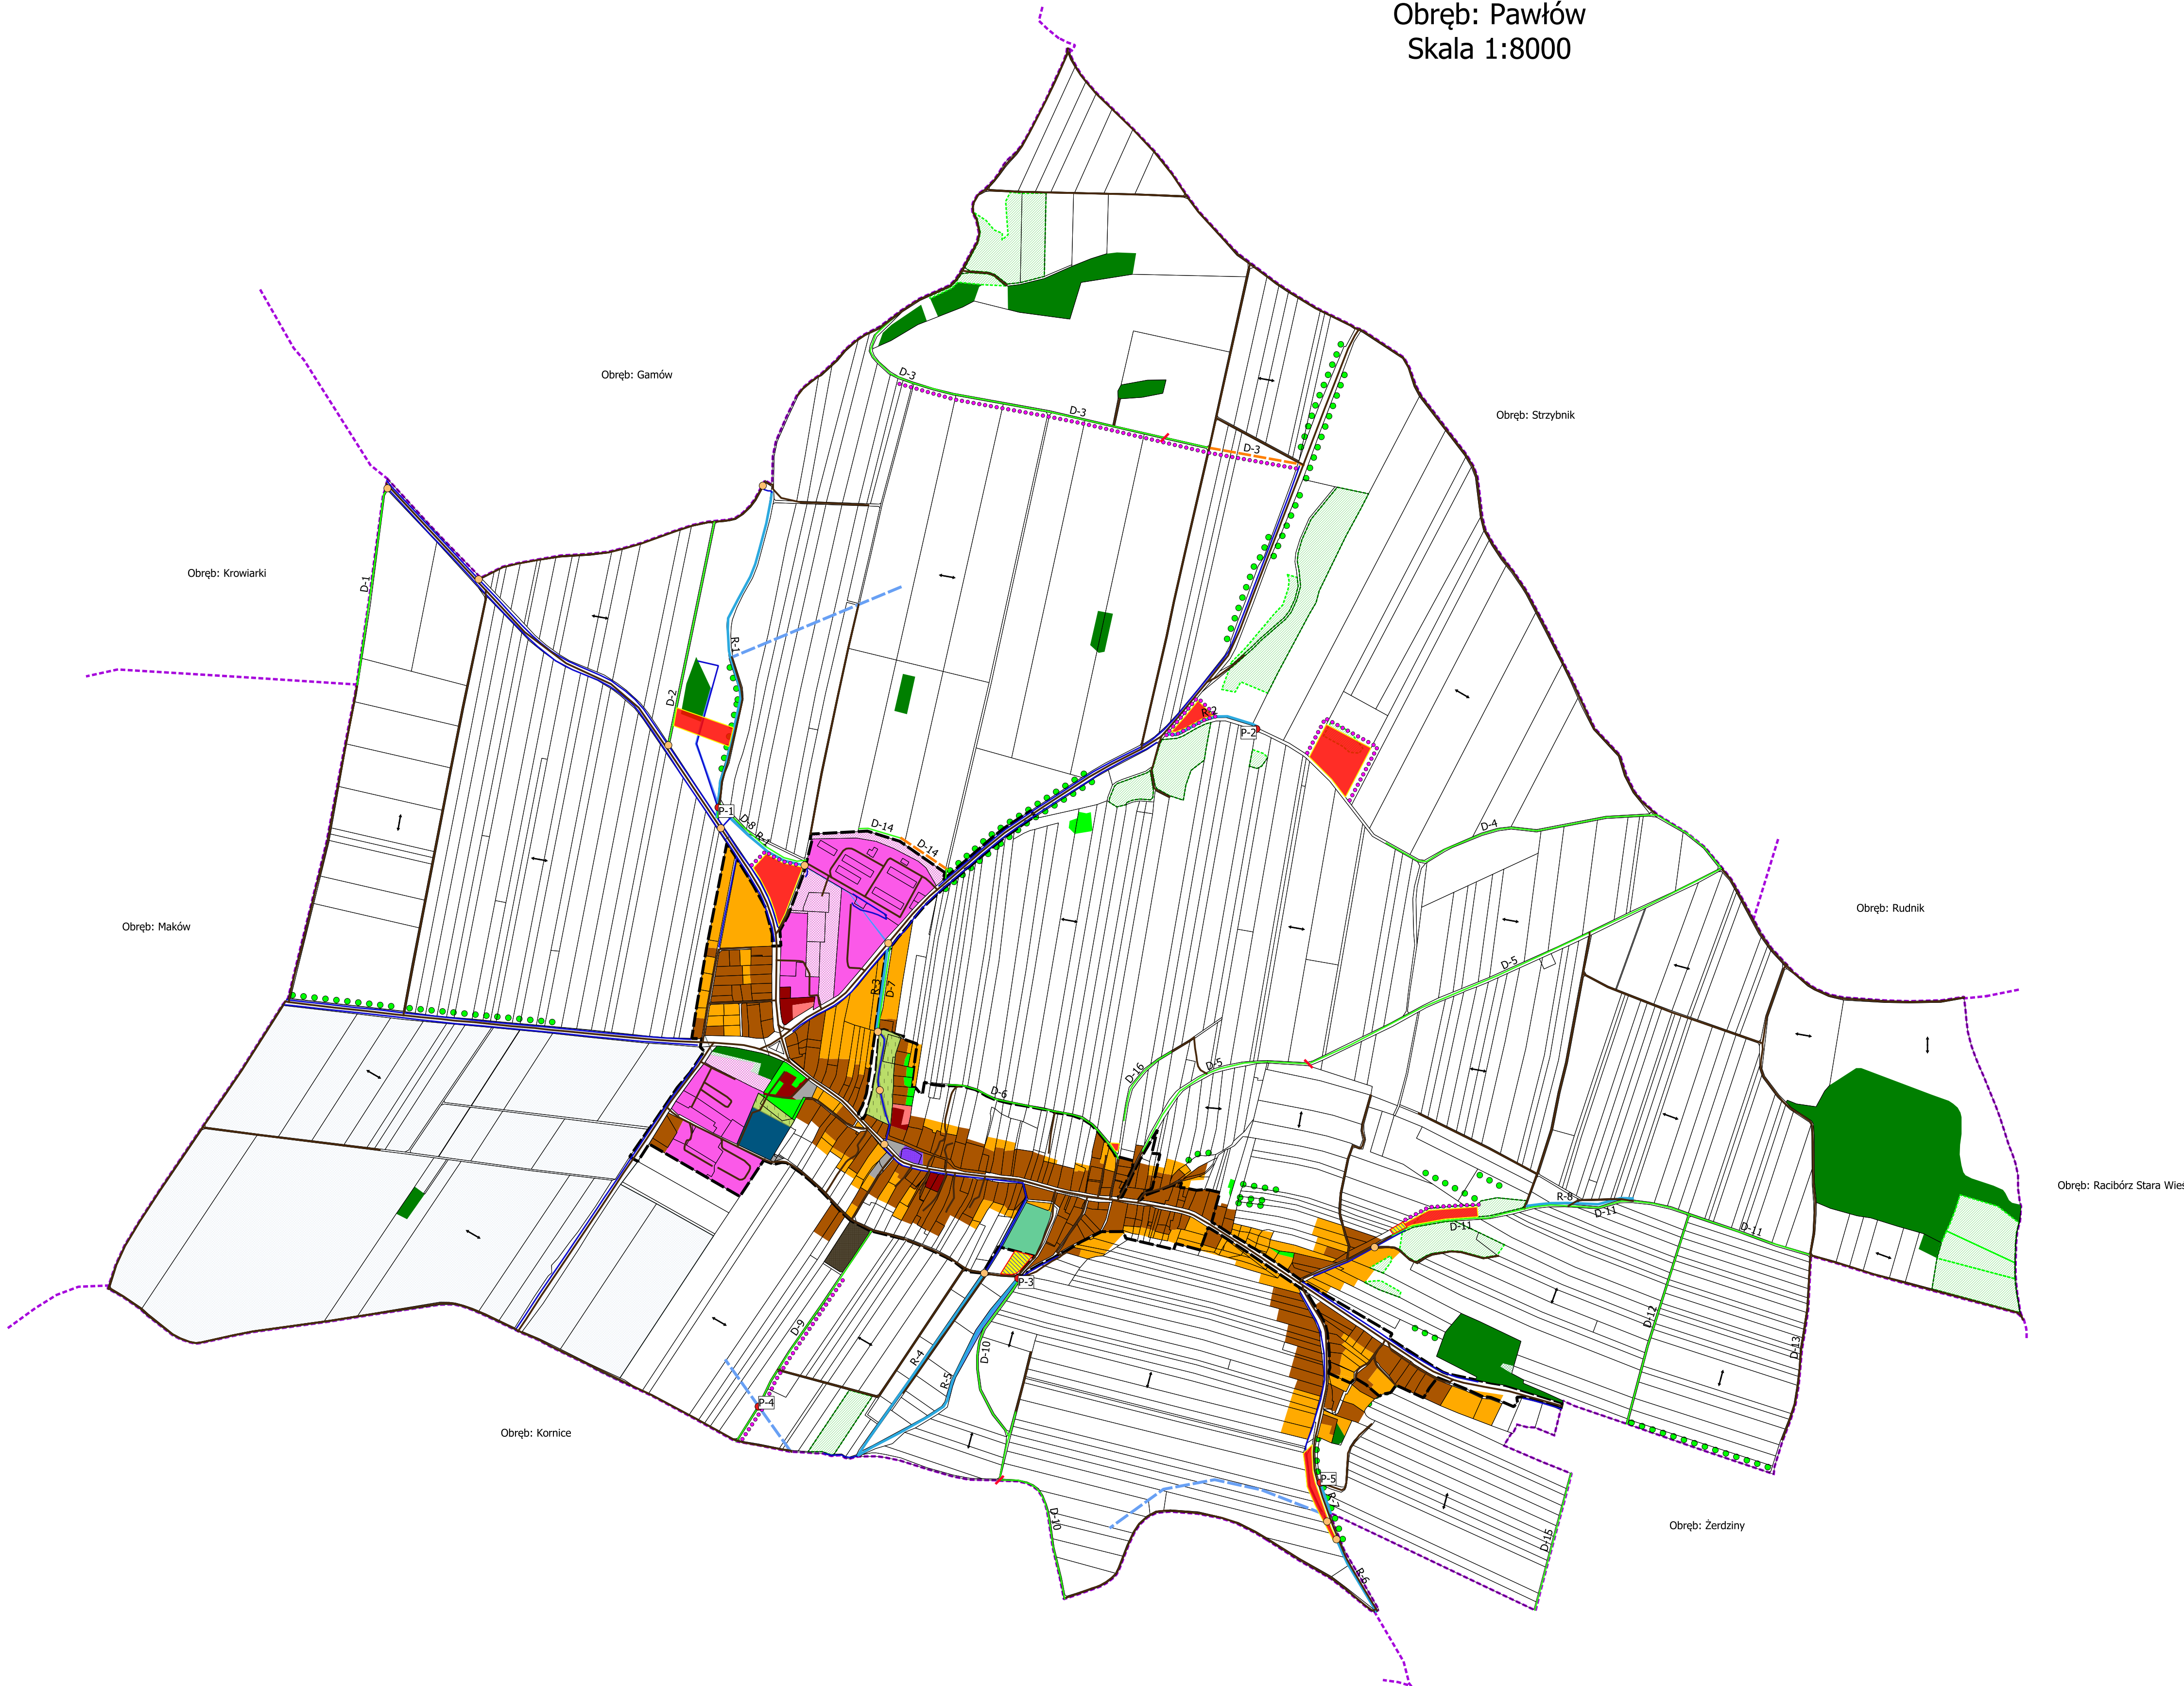 Obręb: Pawłów
Skala 1:8000
Obręb: Gamów
D-3
D-3
Obręb: Strzybnik
D-3
Obręb: Krowiarki
D-1
R-1
D-2
R-2
P-2
P-1
D-8
R-1
D-14
D-14
D-4
Obręb: Rudnik
Obręb: Maków
D-5
R-3
D-7
D-5
D-16
D-6
Obręb: Racibórz Stara Wieś
R-8
D-11
D-11
D-11
P-3
D-12
D-9
R-4
D-10
D-13
R-5
P-4
Obręb: Kornice
P-5
R-7
D-10
Obręb: Żerdziny
D-15
R-6